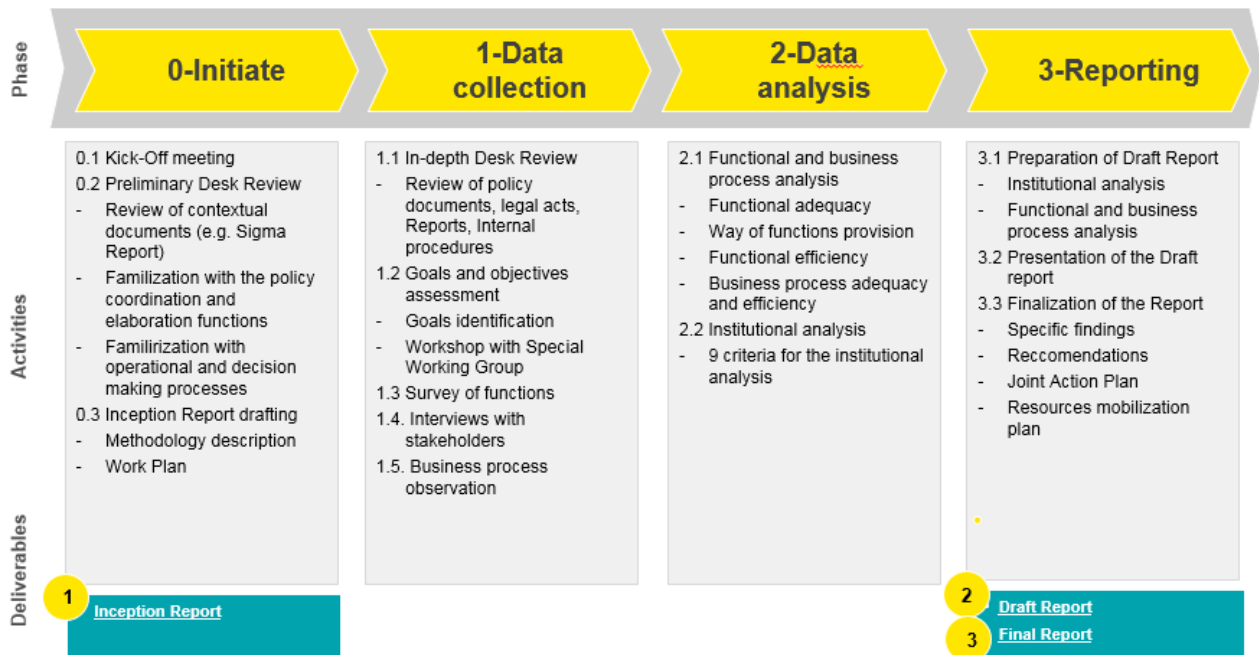 Phase
0-Initiate
1-Data
collection
2-Data
analysis
3-Reporting
Activities
0.1 Kick-Off meeting
0.2 Preliminary Desk Review
- Review of contextual
documents (e.g. Sigma
Report)
- Familization with the policy
coordination and
elaboration functions
- Familirization with
operational and decision
making processes
0.3 Inception Report drafting
- Methodology description
- Work Plan
1.1 In-depth Desk Review
- Review of policy
documents, legal acts,
Reports, Internal
procedures
1.2 Goals and objectives
assessment
- Goals identification
- Workshop with Special
Working Group
1.3 Survey of functions
1.4. Interviews with
stakeholders
1.5. Business process
observation
2.1 Functional and business
process analysis
- Functional adequacy
- Way of functions provision
- Functional efficiency
- Business process adequacy
and efficiency
2.2 Institutional analysis
- 9 criteria for the institutional
analysis
3.1 Preparation of Draft Report
- Institutional analysis
- Functional and business
process analysis
3.2 Presentation of the Draft
report
3.3 Finalization of the Report
- Specific findings
- Reccomendations
- Joint Action Plan
- Resources mobilization
plan
Deliverables
1
Inception Report
2
Draft Report
3
Final Report